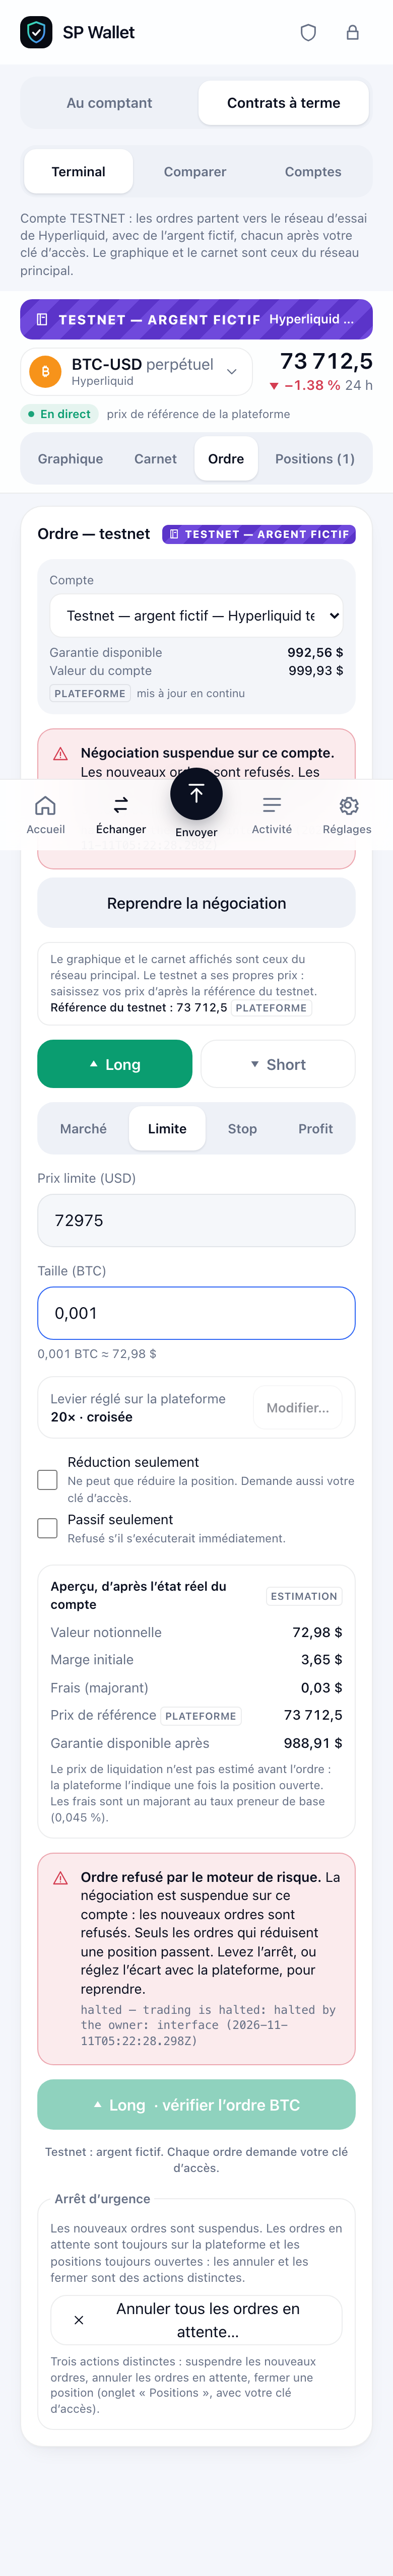 SP Wallet
Au comptant
Contrats à terme
Terminal
Comparer
Comptes
Compte TESTNET : les ordres partent vers le réseau d'essai
de Hyperliquid, avec de l'argent fictif, chacun après votre
clé d'accès. Le graphique et le carnet sont ceux du réseau
principal.
TESTNET — ARGENT FICTIF Hyperliquid ...
BTC-USD perpétuel
Hyperliquid
73 712,5
▼ −1.38 % 24 h
En direct prix de référence de la plateforme
Graphique
Carnet
Ordre
Positions (1)
Ordre — testnet
TESTNET — ARGENT FICTIF
Compte
Testnet — argent fictif — Hyperliquid te
Garantie disponible 992,56 $
Valeur du compte 999,93 $
PLATEFORME mis à jour en continu
Négociation suspendue sur ce compte.
Les nouveaux ordres sont refusés. Les
Accueil
Échanger
Envoyer
Activité
Réglages
Reprendre la négociation
Le graphique et le carnet affichés sont ceux du
réseau principal. Le testnet a ses propres prix :
saisissez vos prix d'après la référence du testnet.
Référence du testnet : 73 712,5 PLATEFORME
▲ Long
▼ Short
Marché
Limite
Stop
Profit
Prix limite (USD)
72975
Taille (BTC)
0,001
0,001 BTC ≈ 72,98 $
Levier réglé sur la plateforme
20× · croisée
Modifier...
Réduction seulement
Ne peut que réduire la position. Demande aussi votre
clé d'accès.
Passif seulement
Refusé s'il s'exécuterait immédiatement.
Aperçu, d'après l'état réel du
compte
ESTIMATION
Valeur notionnelle 72,98 $
Marge initiale 3,65 $
Frais (majorant) 0,03 $
Prix de référence PLATEFORME 73 712,5
Garantie disponible après 988,91 $
Le prix de liquidation n'est pas estimé avant l'ordre :
la plateforme l'indique une fois la position ouverte.
Les frais sont un majorant au taux preneur de base
(0,045 %).
Ordre refusé par le moteur de risque. La
négociation est suspendue sur ce
compte : les nouveaux ordres sont
refusés. Seuls les ordres qui réduisent
une position passent. Levez l'arrêt, ou
réglez l'écart avec la plateforme, pour
reprendre.
halted — trading is halted: halted by
the owner: interface (2026-11-
11T05:22:28.298Z)
▲ Long · vérifier l'ordre BTC
Testnet : argent fictif. Chaque ordre demande votre clé
d'accès.
Arrêt d'urgence
Les nouveaux ordres sont suspendus. Les ordres en
attente sont toujours sur la plateforme et les
positions toujours ouvertes : les annuler et les
fermer sont des actions distinctes.
Annuler tous les ordres en
attente...
Trois actions distinctes : suspendre les nouveaux
ordres, annuler les ordres en attente, fermer une
position (onglet « Positions », avec votre clé
d'accès).